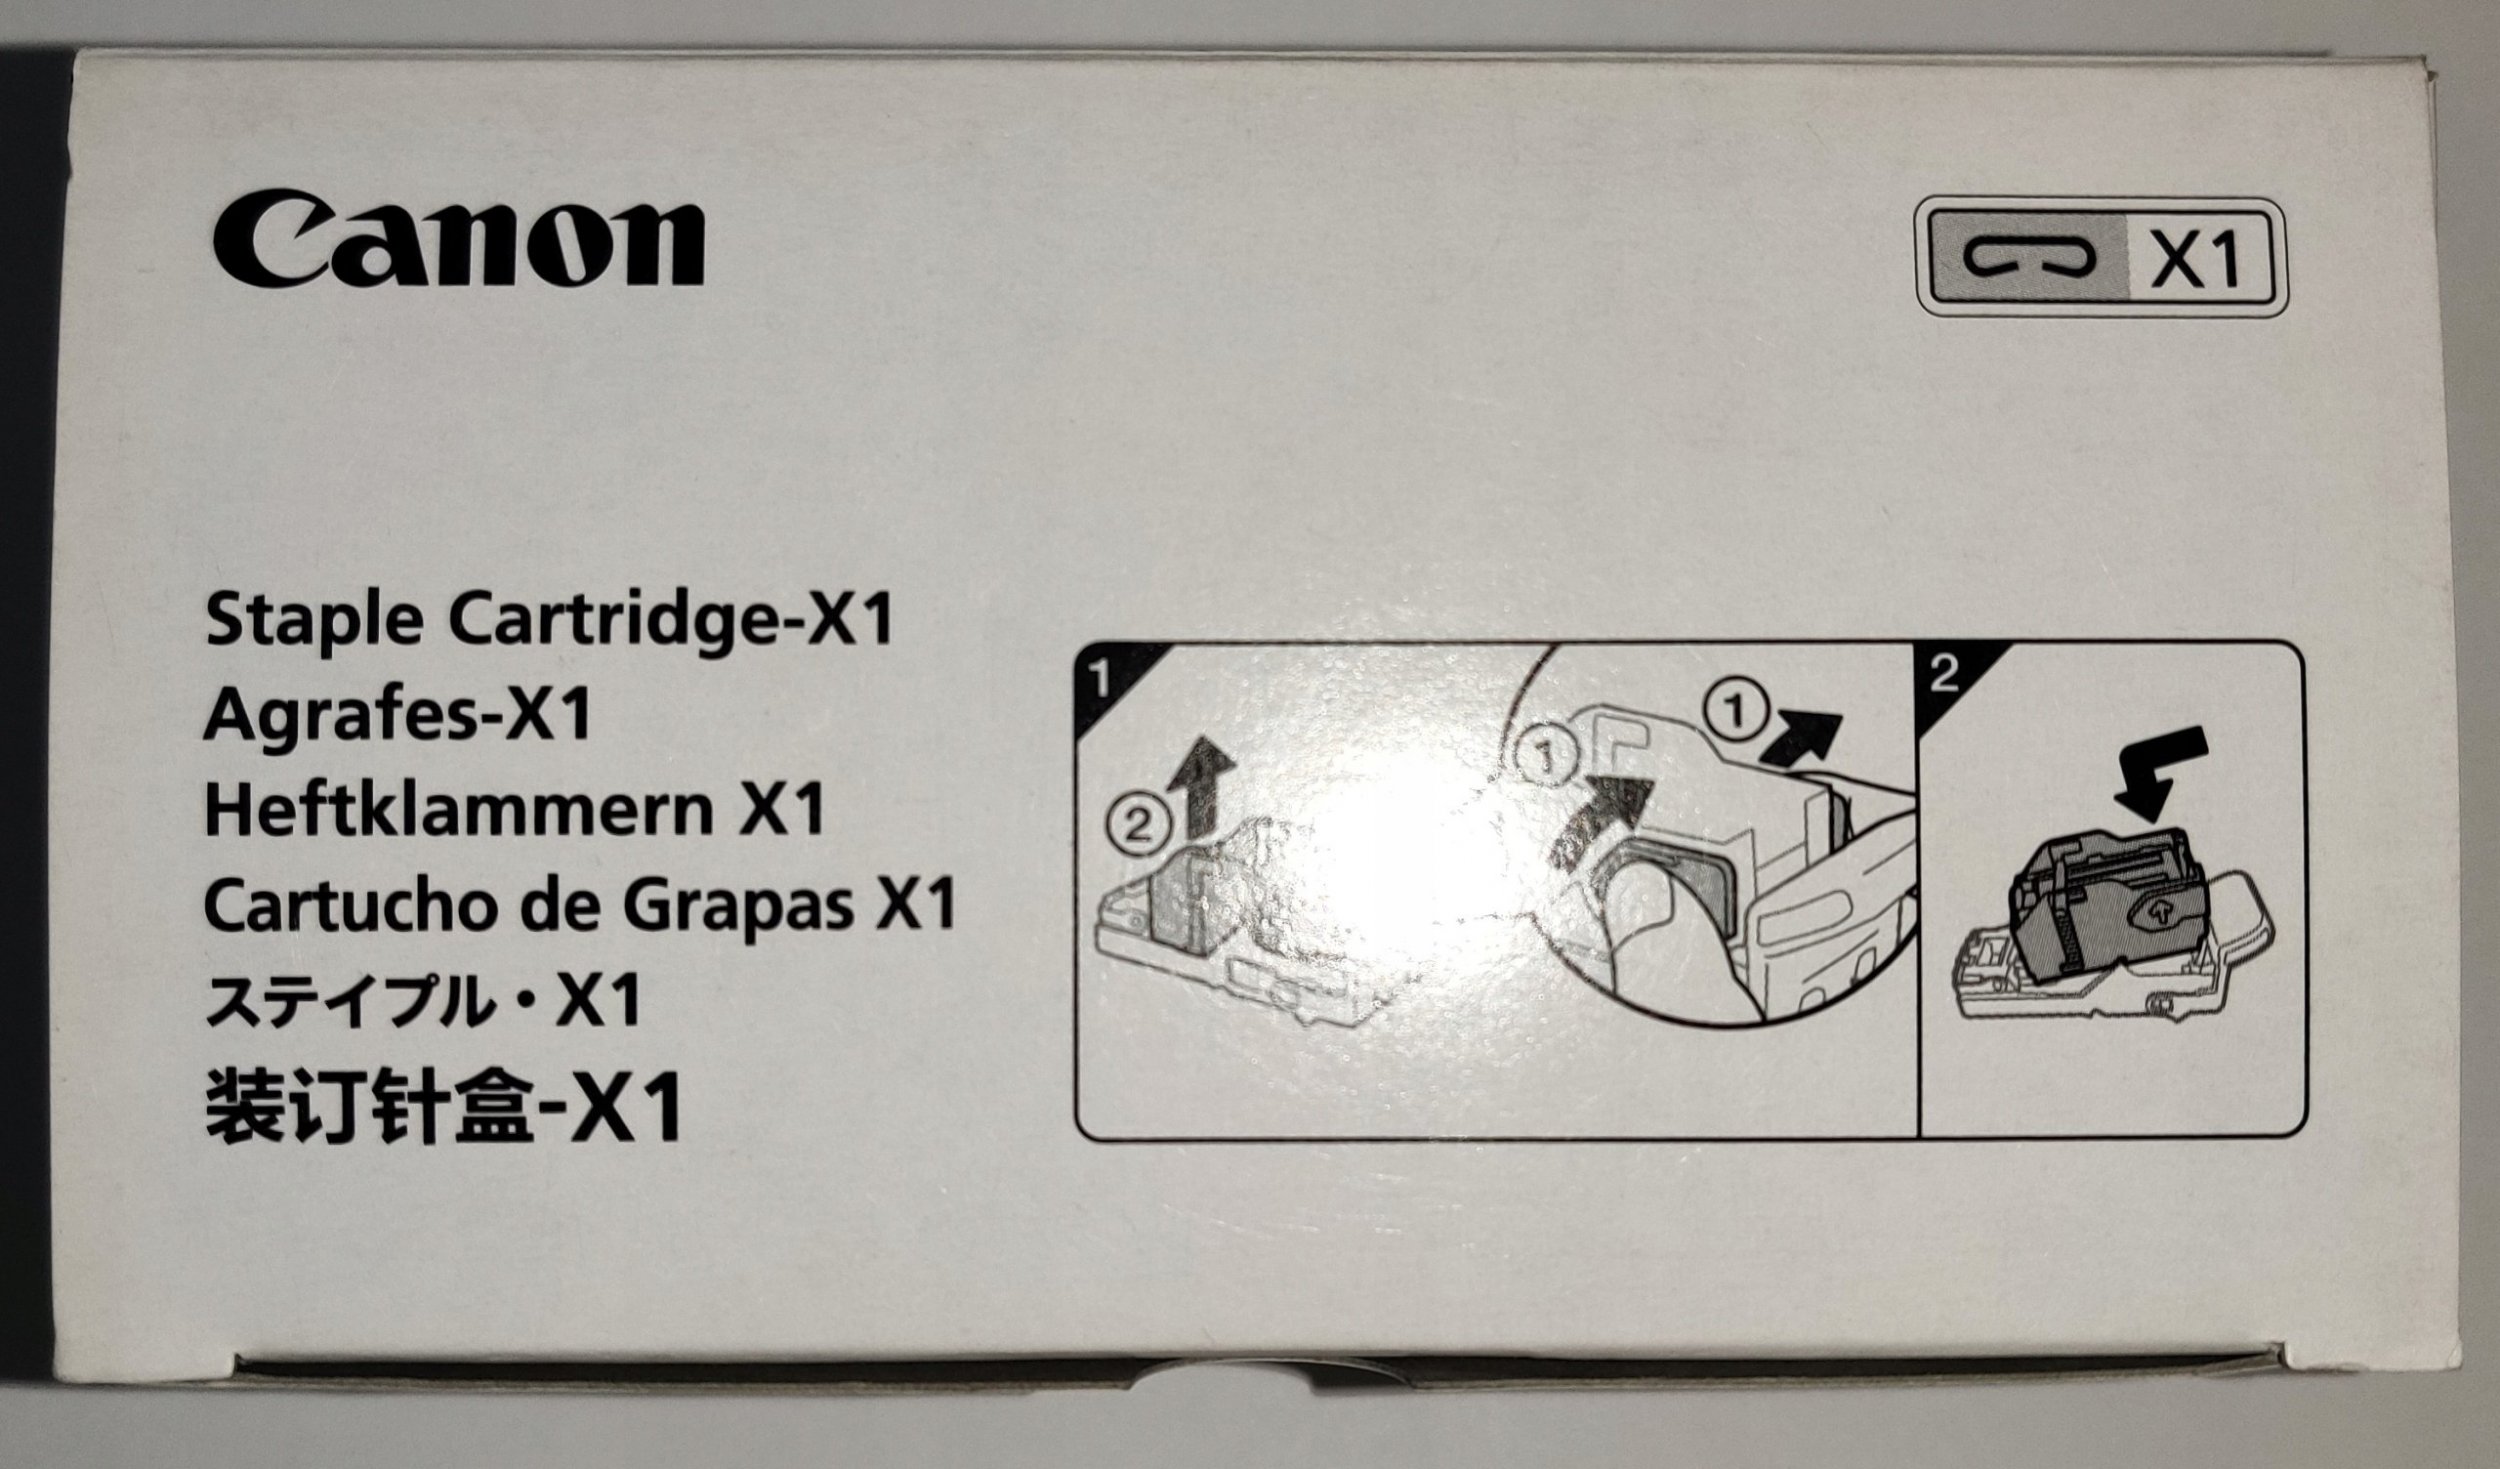 Canon
X1
Staple Cartridge-X1
Agrafes-X1
Heftklammern X1
Cartucho de Grapas X1
ステイプル・X1
装订针盒-X1
1
①
①
②
2